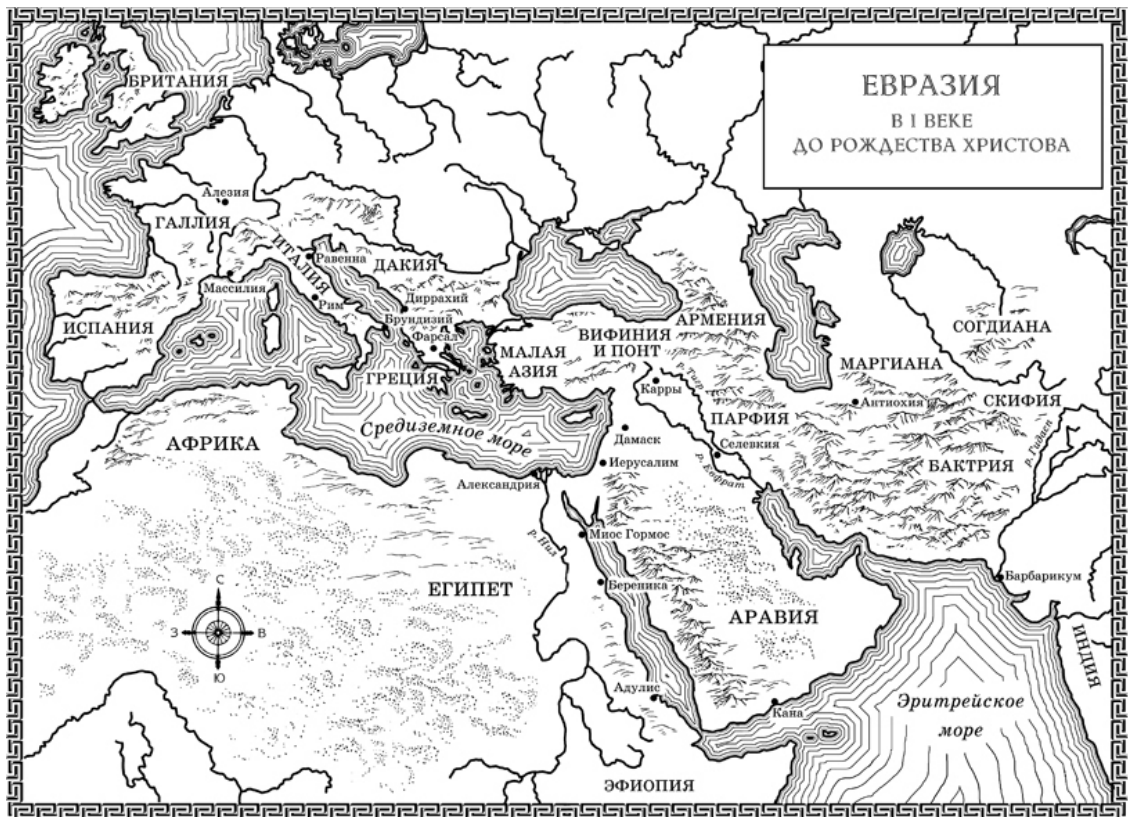 ЕВРАЗИЯ
В I ВЕКЕ
ДО РОЖДЕСТВА ХРИСТОВА
БРИТАНИЯ
Алезия
ГАЛЛИЯ
ИТАЛИЯ
Равенна
ДАКИЯ
Массилия
Рим
Диррахий
Брундизий
Фарсал
ИСПАНИЯ
ГРЕЦИЯ
МАЛАЯ
АЗИЯ
ВИФИНИЯ
И ПОНТ
АРМЕНИЯ
СОГДИАНА
МАРГИАНА
р. Тигр
Карры
Антиохия
СКИФИЯ
ПАРФИЯ
АФРИКА
Средиземное море
Дамаск
Селевкия
р. Евфрат
БАКТРИЯ
р. Гидасп
Иерусалим
Александрия
р. Нил
Миос Гормос
Береника
ЕГИПЕТ
АРАВИЯ
Барбарикум
ИНДИЯ
С
З
В
Ю
Адулис
Кана
Эритрейское
море
ЭФИОПИЯ